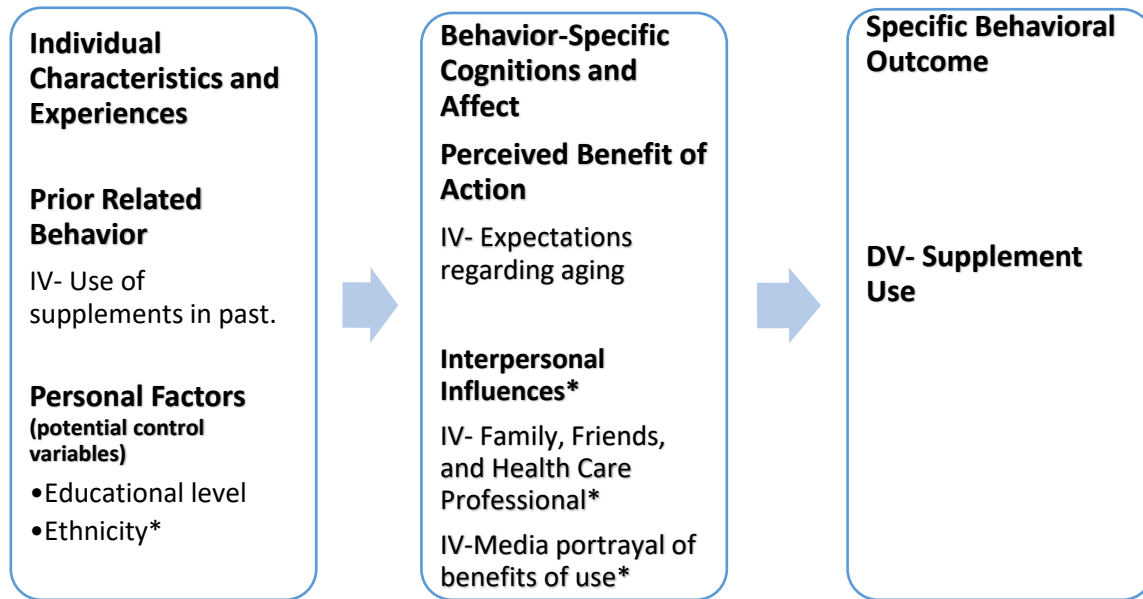 Individual
Characteristics and
Experiences
Prior Related
Behavior
IV- Use of
supplements in past.
Personal Factors
(potential control
variables)
•Educational level
•Ethnicity*
Behavior-Specific
Cognitions and
Affect
Perceived Benefit of
Action
IV- Expectations
regarding aging
Interpersonal
Influences*
IV- Family, Friends,
and Health Care
Professional*
IV-Media portrayal of
benefits of use*
Specific Behavioral
Outcome
DV- Supplement
Use